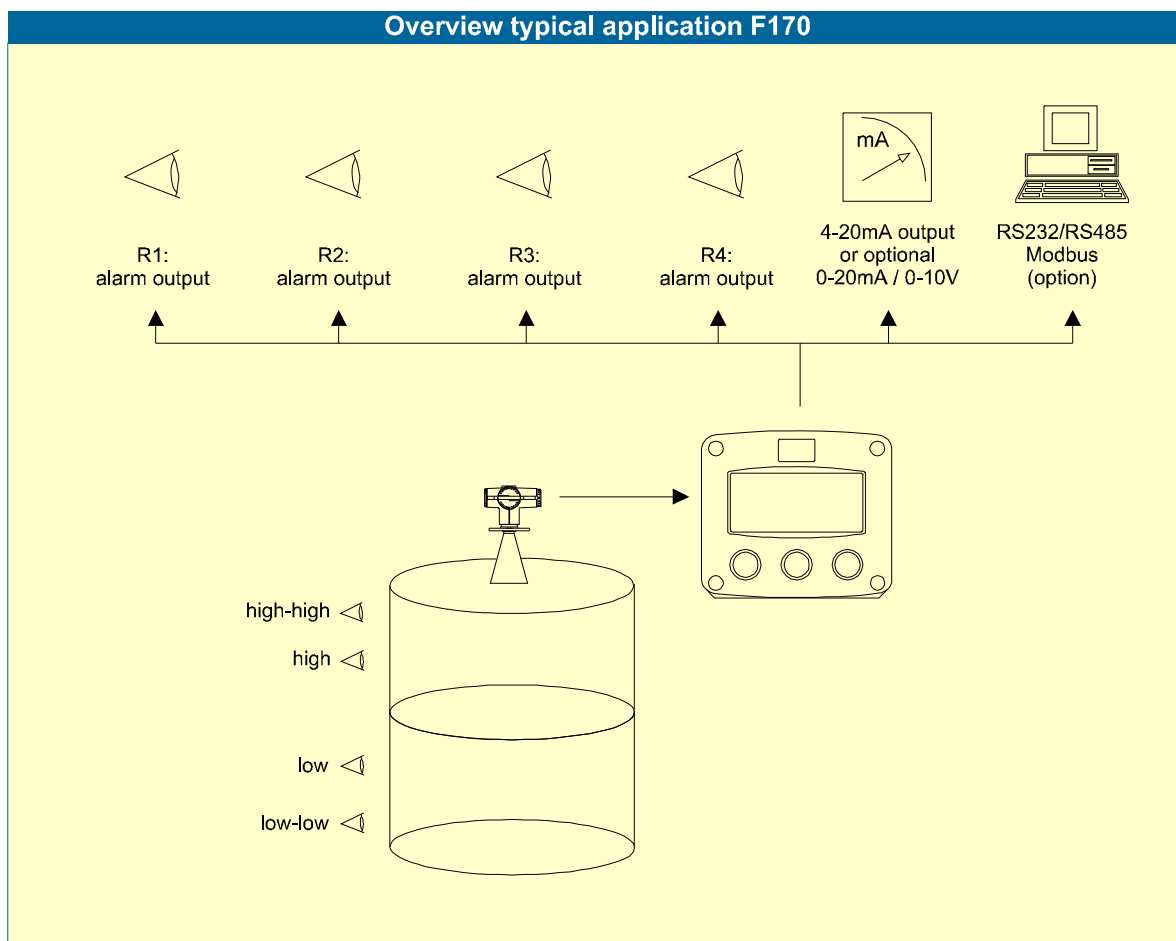 Overview typical application F170
mA
R1:
alarm output
R2:
alarm output
R3:
alarm output
R4:
alarm output
4-20mA output
or optional
0-20mA / 0-10V
RS232/RS485
Modbus
(option)
high-high
high
low
low-low